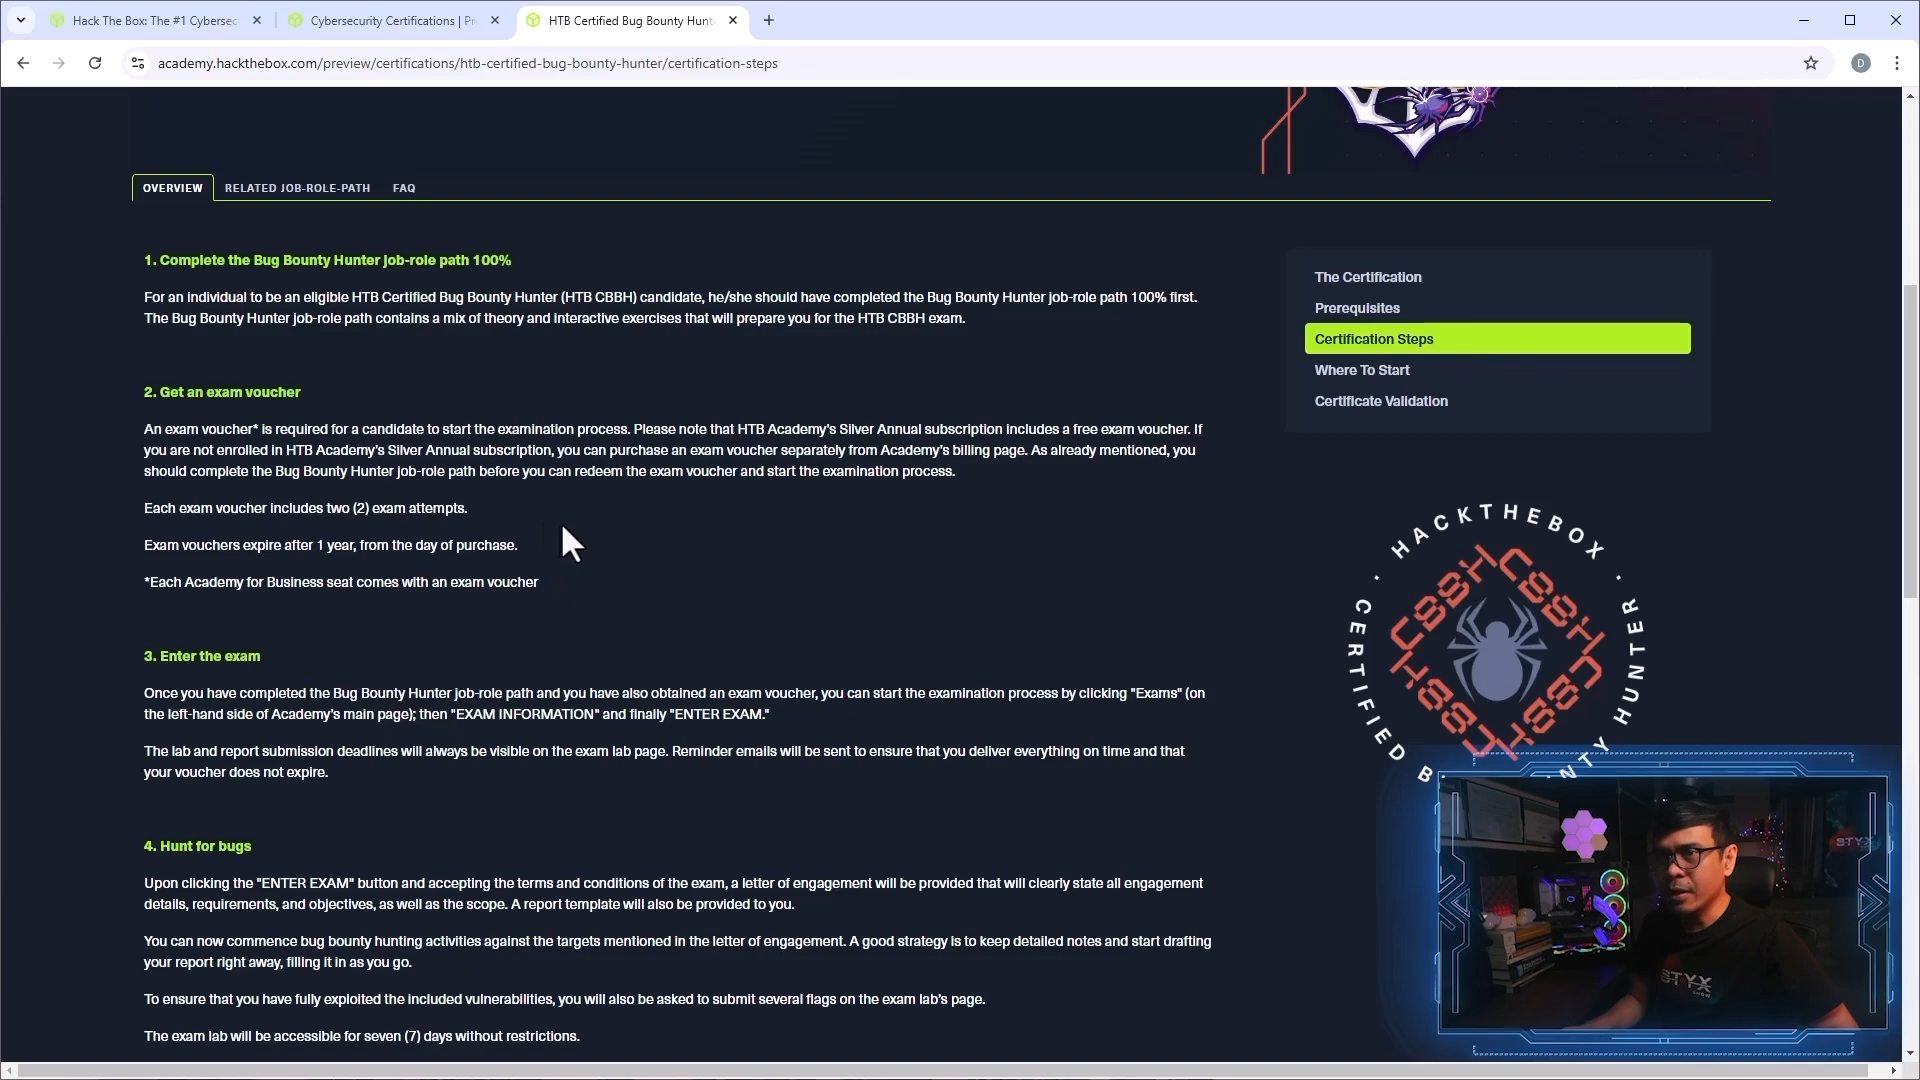 Hack The Box: The #1 Cybersec
Cybersecurity Certifications | Pr
HTB Certified Bug Bounty Hunt
academy.hackthebox.com/preview/certifications/htb-certified-bug-bounty-hunter/certification-steps
D
OVERVIEW
RELATED JOB-ROLE-PATH
FAQ
1. Complete the Bug Bounty Hunter job-role path 100%
For an individual to be an eligible HTB Certified Bug Bounty Hunter (HTB CBBH) candidate, he/she should have completed the Bug Bounty Hunter job-role path 100% first.
The Bug Bounty Hunter job-role path contains a mix of theory and interactive exercises that will prepare you for the HTB CBBH exam.
2. Get an exam voucher
An exam voucher* is required for a candidate to start the examination process. Please note that HTB Academy's Silver Annual subscription includes a free exam voucher. If
you are not enrolled in HTB Academy's Silver Annual subscription, you can purchase an exam voucher separately from Academy's billing page. As already mentioned, you
should complete the Bug Bounty Hunter job-role path before you can redeem the exam voucher and start the examination process.
Each exam voucher includes two (2) exam attempts.
Exam vouchers expire after 1 year, from the day of purchase.
*Each Academy for Business seat comes with an exam voucher
3. Enter the exam
Once you have completed the Bug Bounty Hunter job-role path and you have also obtained an exam voucher, you can start the examination process by clicking "Exams" (on
the left-hand side of Academy's main page); then "EXAM INFORMATION" and finally "ENTER EXAM."
The lab and report submission deadlines will always be visible on the exam lab page. Reminder emails will be sent to ensure that you deliver everything on time and that
your voucher does not expire.
4. Hunt for bugs
Upon clicking the "ENTER EXAM" button and accepting the terms and conditions of the exam, a letter of engagement will be provided that will clearly state all engagement
details, requirements, and objectives, as well as the scope. A report template will also be provided to you.
You can now commence bug bounty hunting activities against the targets mentioned in the letter of engagement. A good strategy is to keep detailed notes and start drafting
your report right away, filling it in as you go.
To ensure that you have fully exploited the included vulnerabilities, you will also be asked to submit several flags on the exam lab's page.
The exam lab will be accessible for seven (7) days without restrictions.
The Certification
Prerequisites
Certification Steps
Where To Start
Certificate Validation
· HACKTHEBOX ·
CERTIFIED B
NTY HUNTER
CBBH
CBBH
CBBH
CBBH
STYX
STYX